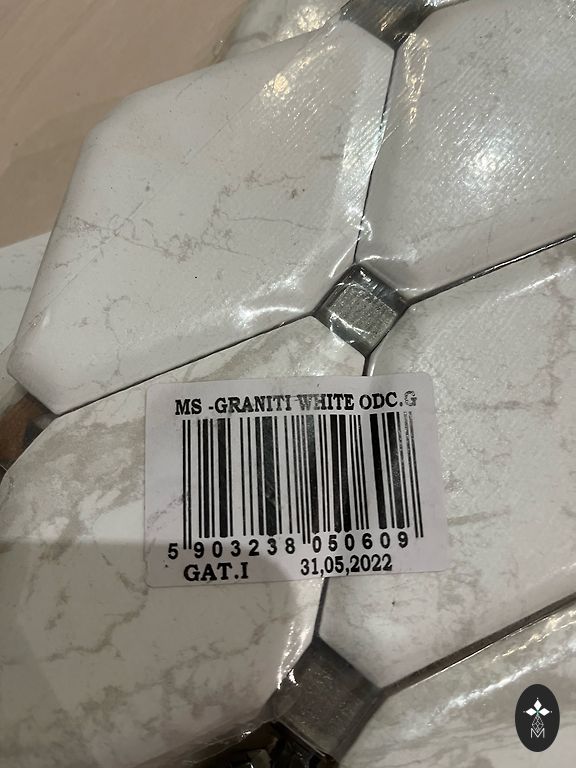 MS -GRANITI WHITE ODC.G
5 903238 050609
GAT.I 31,05,2022
M